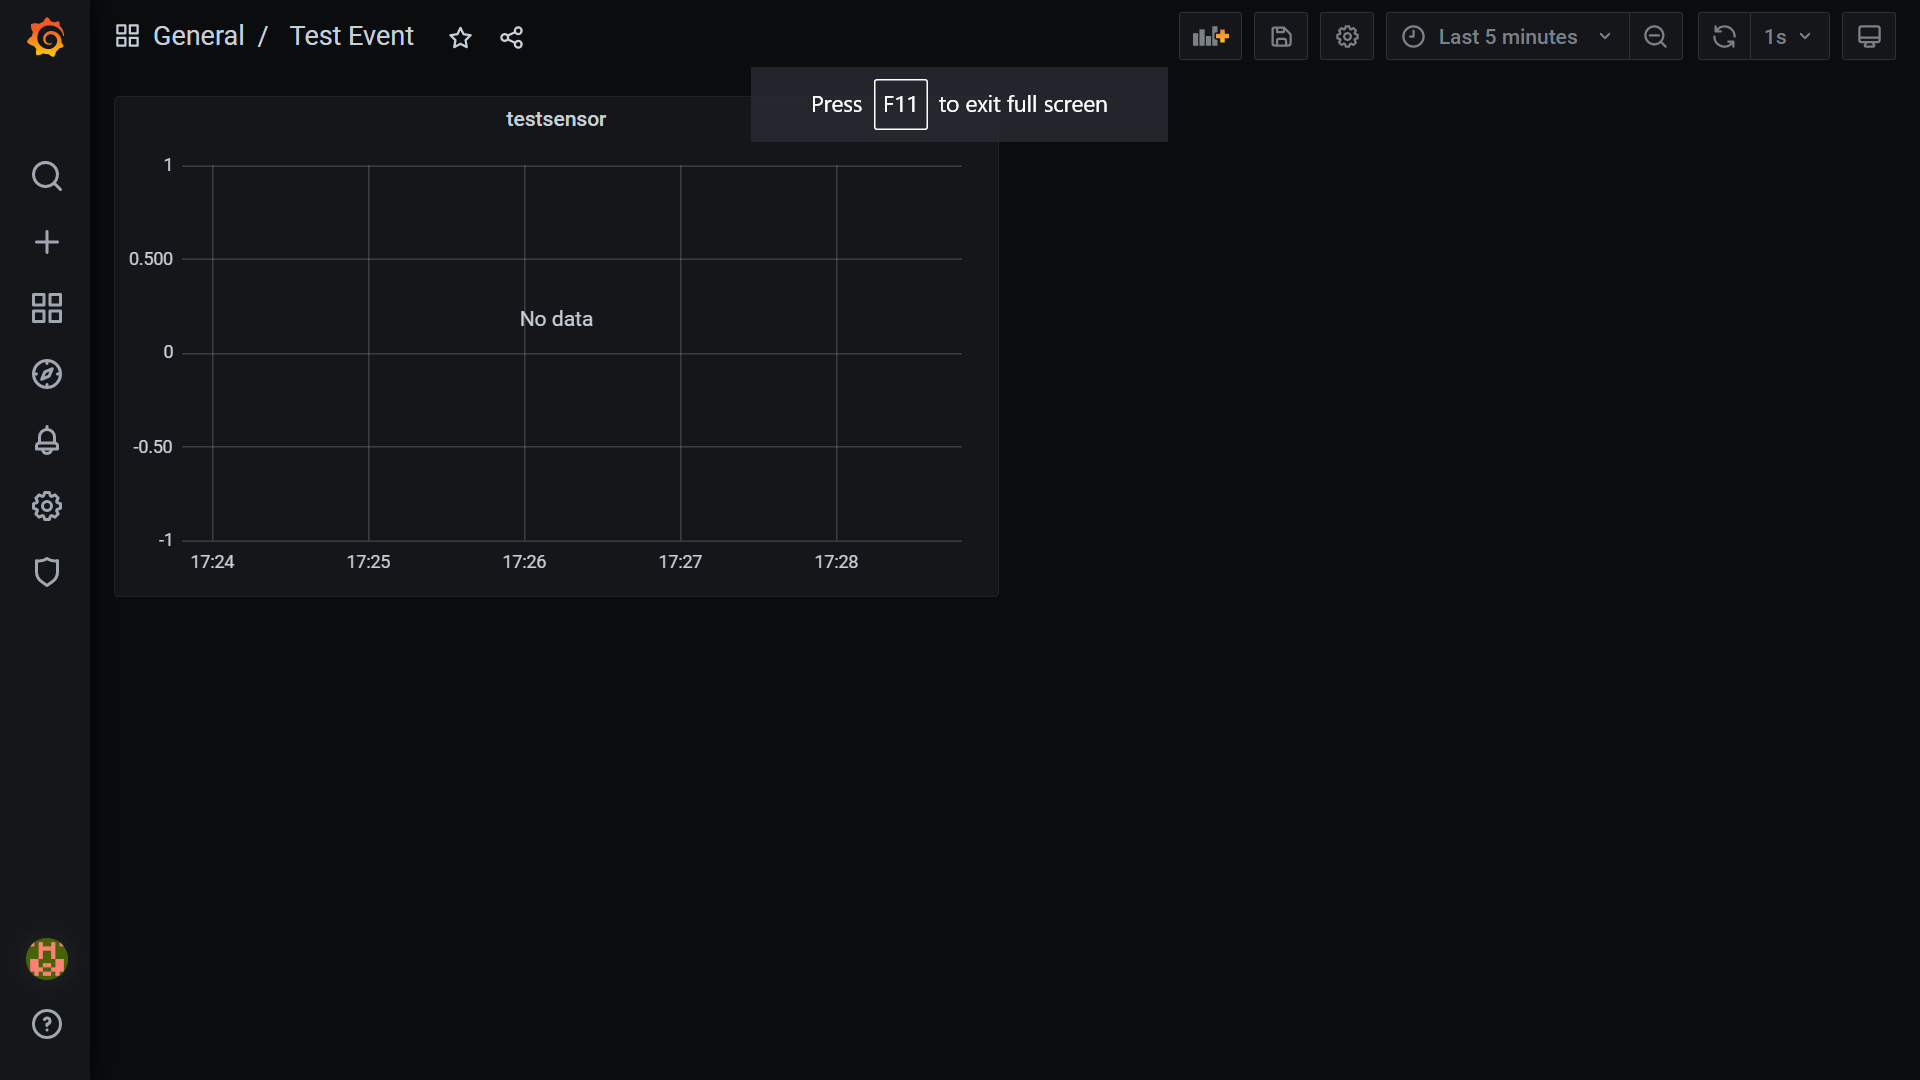 General / Test Event
Last 5 minutes
1s
Press F11 to exit full screen
testsensor
1
0.500
No data
0
-0.50
-1
17:24 17:25 17:26 17:27 17:28
?